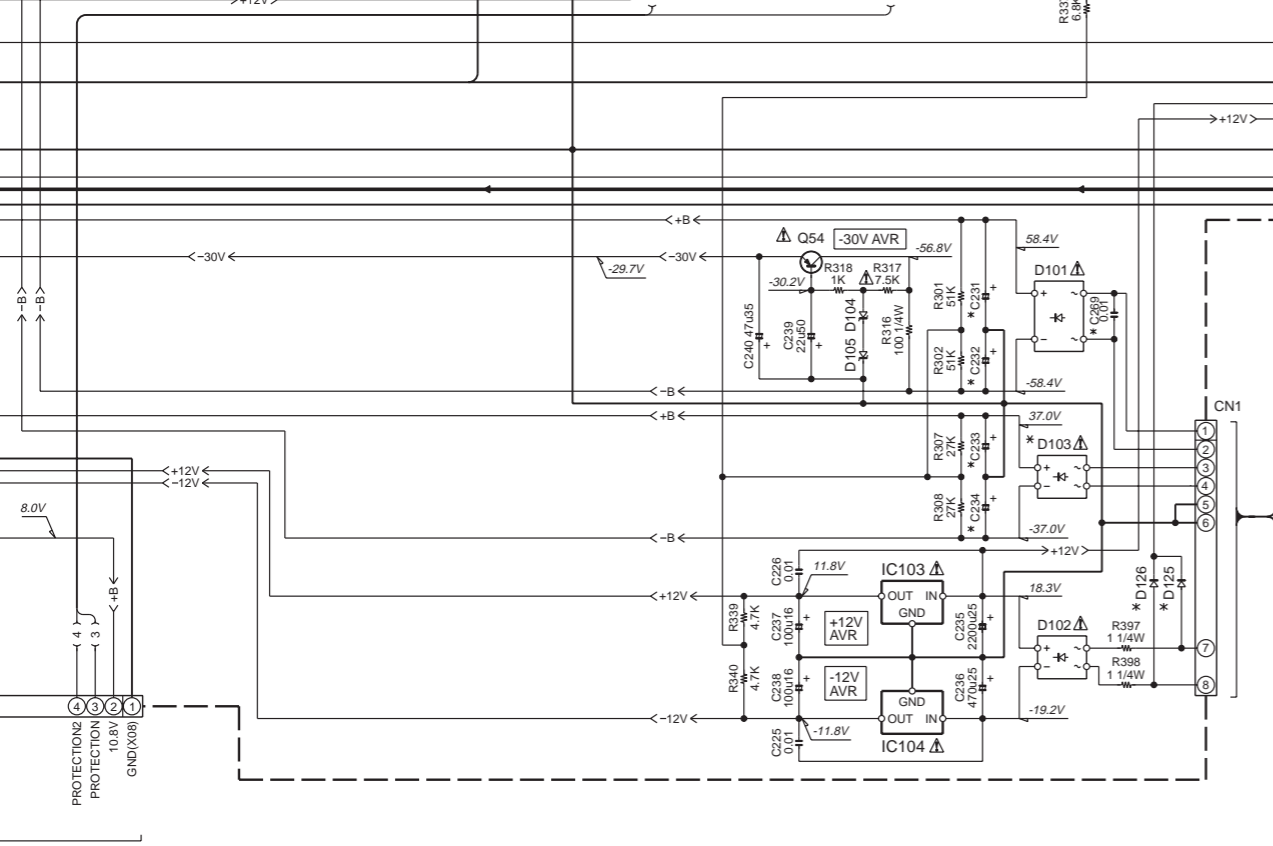 +12V
R337
6.8K
+12V
+B
-30V AVR
Q54
58.4V
-56.8V
−30V
−30V
-29.7V
D101
R318
1K
R317
7.5K
-30.2V
−B
−B
R301
51K
* C231
* C269
0.01
C240 47u35
C239
22u50
D105 D104
R316
100 1/4W
R302
51K
* C232
−B
-58.4V
+B
37.0V
CN1
1
R307
27K
* C233
* D103
2
+12V
−12V
3
4
8.0V
R308
27K
* C234
5
6
-37.0V
−B
+12V
C226
0.01
11.8V
IC103
* D126
* D125
+B
+12V
OUT IN
GND
18.3V
R339
4.7K
C237
100u16
+12V
AVR
C235
2200u25
D102
R397
1 1/4W
4
3
7
R340
4.7K
C238
100u16
-12V
AVR
C236
470u25
R398
1 1/4W
8
GND
OUT IN
4 3 2 1
−12V
-11.8V
-19.2V
C225
0.01
IC104
PROTECTION2
PROTECTION
10.8V
GND(X08)